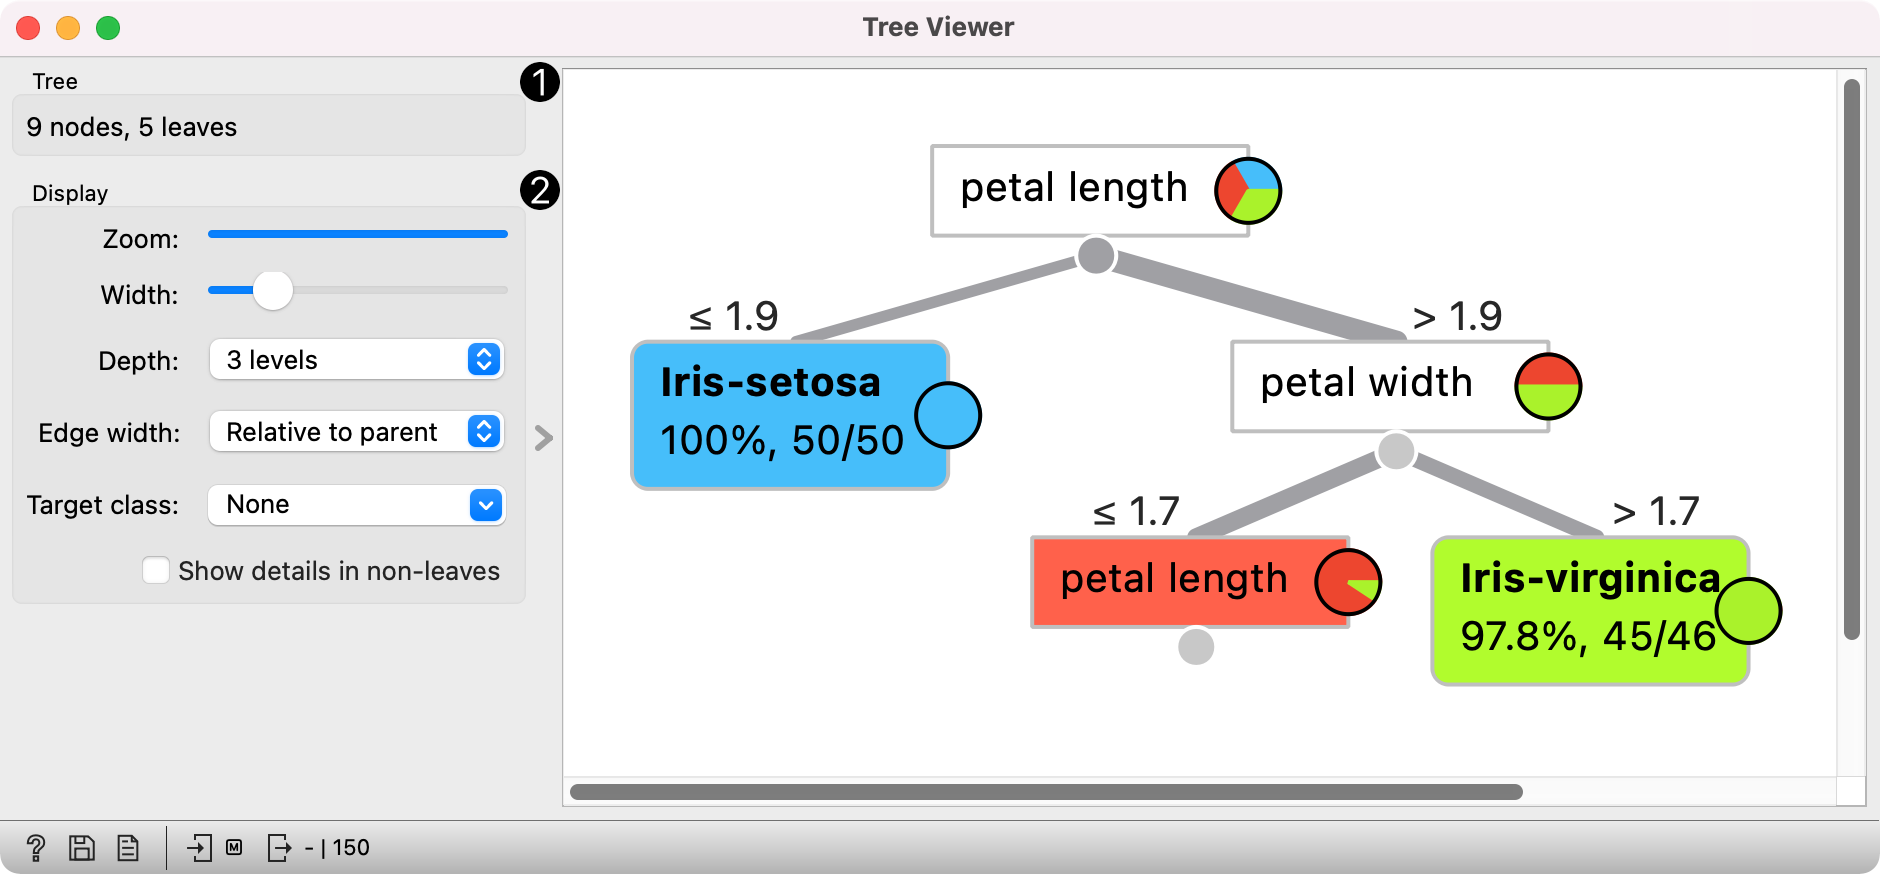 Tree Viewer
Tree
1
9 nodes, 5 leaves
Display
2
Zoom:
Width:
Depth: 3 levels
Edge width: Relative to parent
Target class: None
Show details in non-leaves
petal length
≤ 1.9
> 1.9
Iris-setosa
100%, 50/50
petal width
≤ 1.7
> 1.7
petal length
Iris-virginica
97.8%, 45/46
? M - | 150